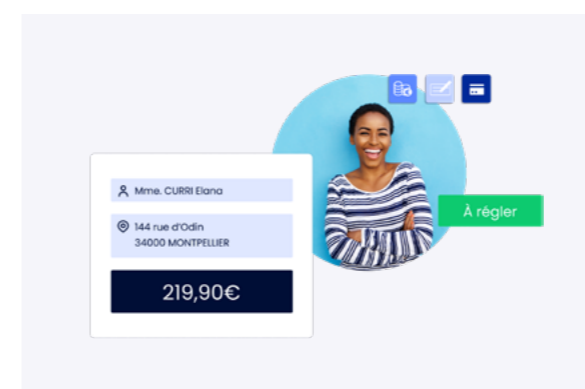 Mme. CURRI Elana
144 rue d'Odin
34000 MONTPELLIER
219,90€
À régler